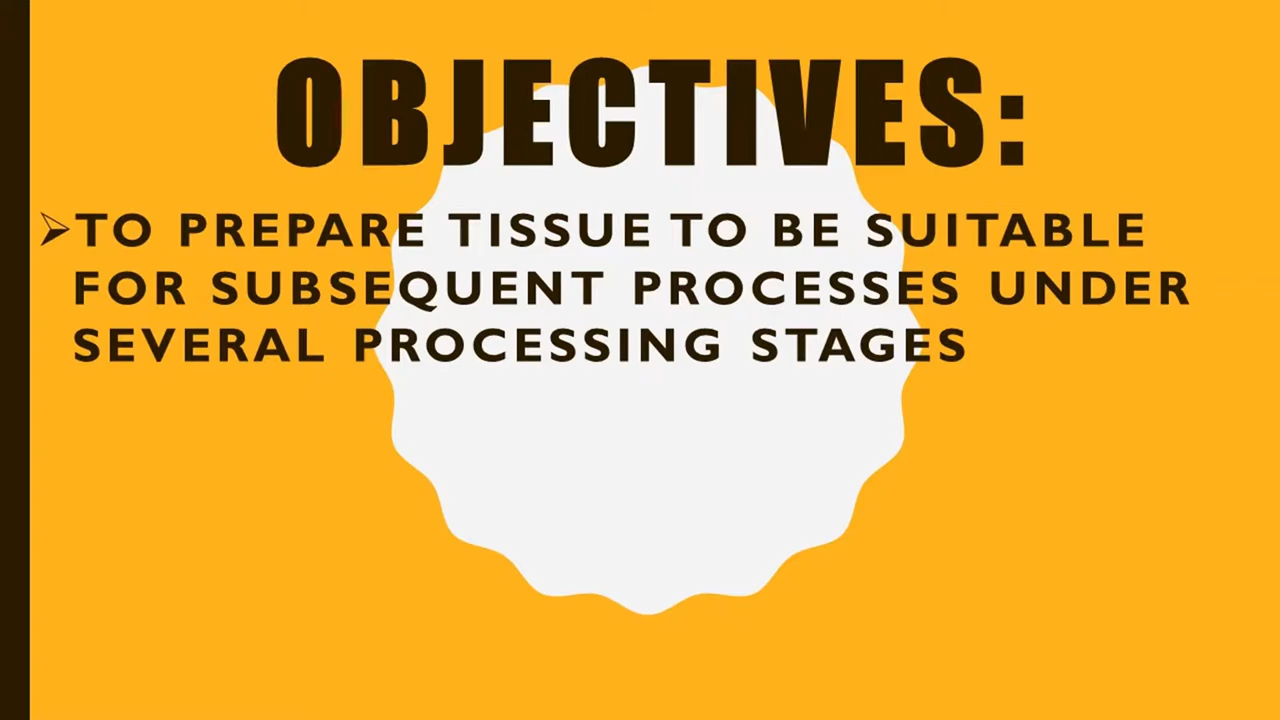 OBJECTIVES:
➢TO PREPARE TISSUE TO BE SUITABLE
FOR SUBSEQUENT PROCESSES UNDER
SEVERAL PROCESSING STAGES